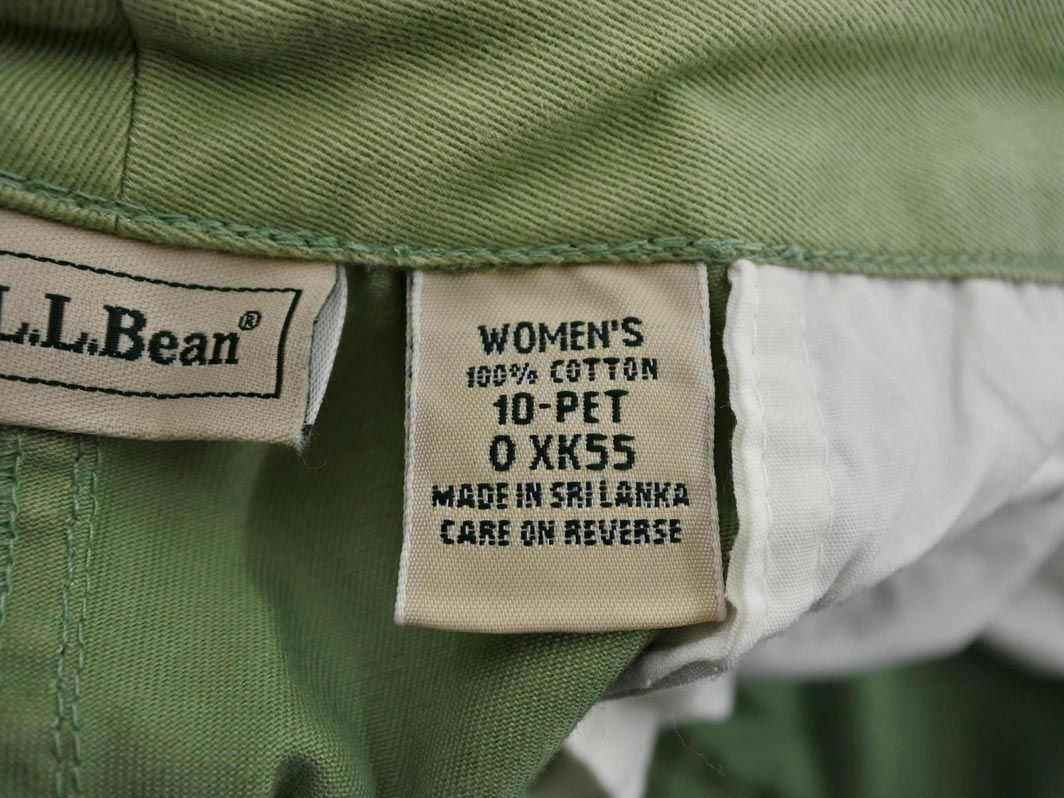 L.L.Bean®
WOMEN'S
100% COTTON
10-PET
0 XK55
MADE IN SRI LANKA
CARE ON REVERSE